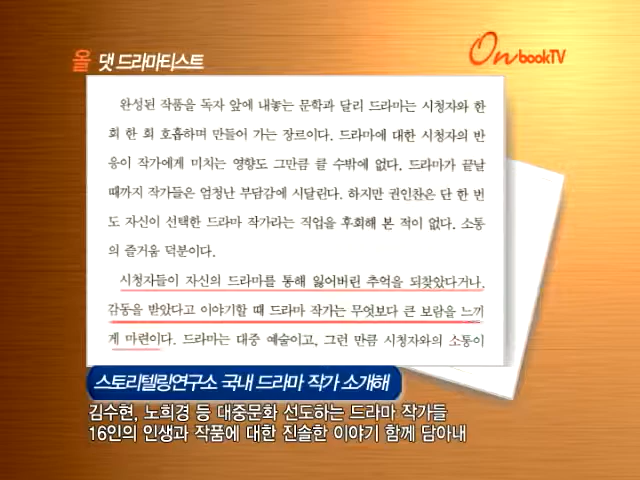 올 댓 드라마티스트
On bookTV
완성된 작품을 독자 앞에 내놓는 문학과 달리 드라마는 시청자와 한
회 한 회 호흡하며 만들어 가는 장르이다. 드라마에 대한 시청자의 반
응이 작가에게 미치는 영향도 그만큼 클 수밖에 없다. 드라마가 끝날
때까지 작가들은 엄청난 부담감에 시달린다. 하지만 권인찬은 단 한 번
도 자신이 선택한 드라마 작가라는 직업을 후회해 본 적이 없다. 소통
의 즐거움 덕분이다.
시청자들이 자신의 드라마를 통해 잃어버린 추억을 되찾았다거나,
감동을 받았다고 이야기할 때 드라마 작가는 무엇보다 큰 보람을 느끼
게 마련이다. 드라마는 대중 예술이고, 그런 만큼 시청자와의 소통이
스토리텔링연구소 국내 드라마 작가 소개해
김수현, 노희경 등 대중문화 선도하는 드라마 작가들
16인의 인생과 작품에 대한 진솔한 이야기 함께 담아내